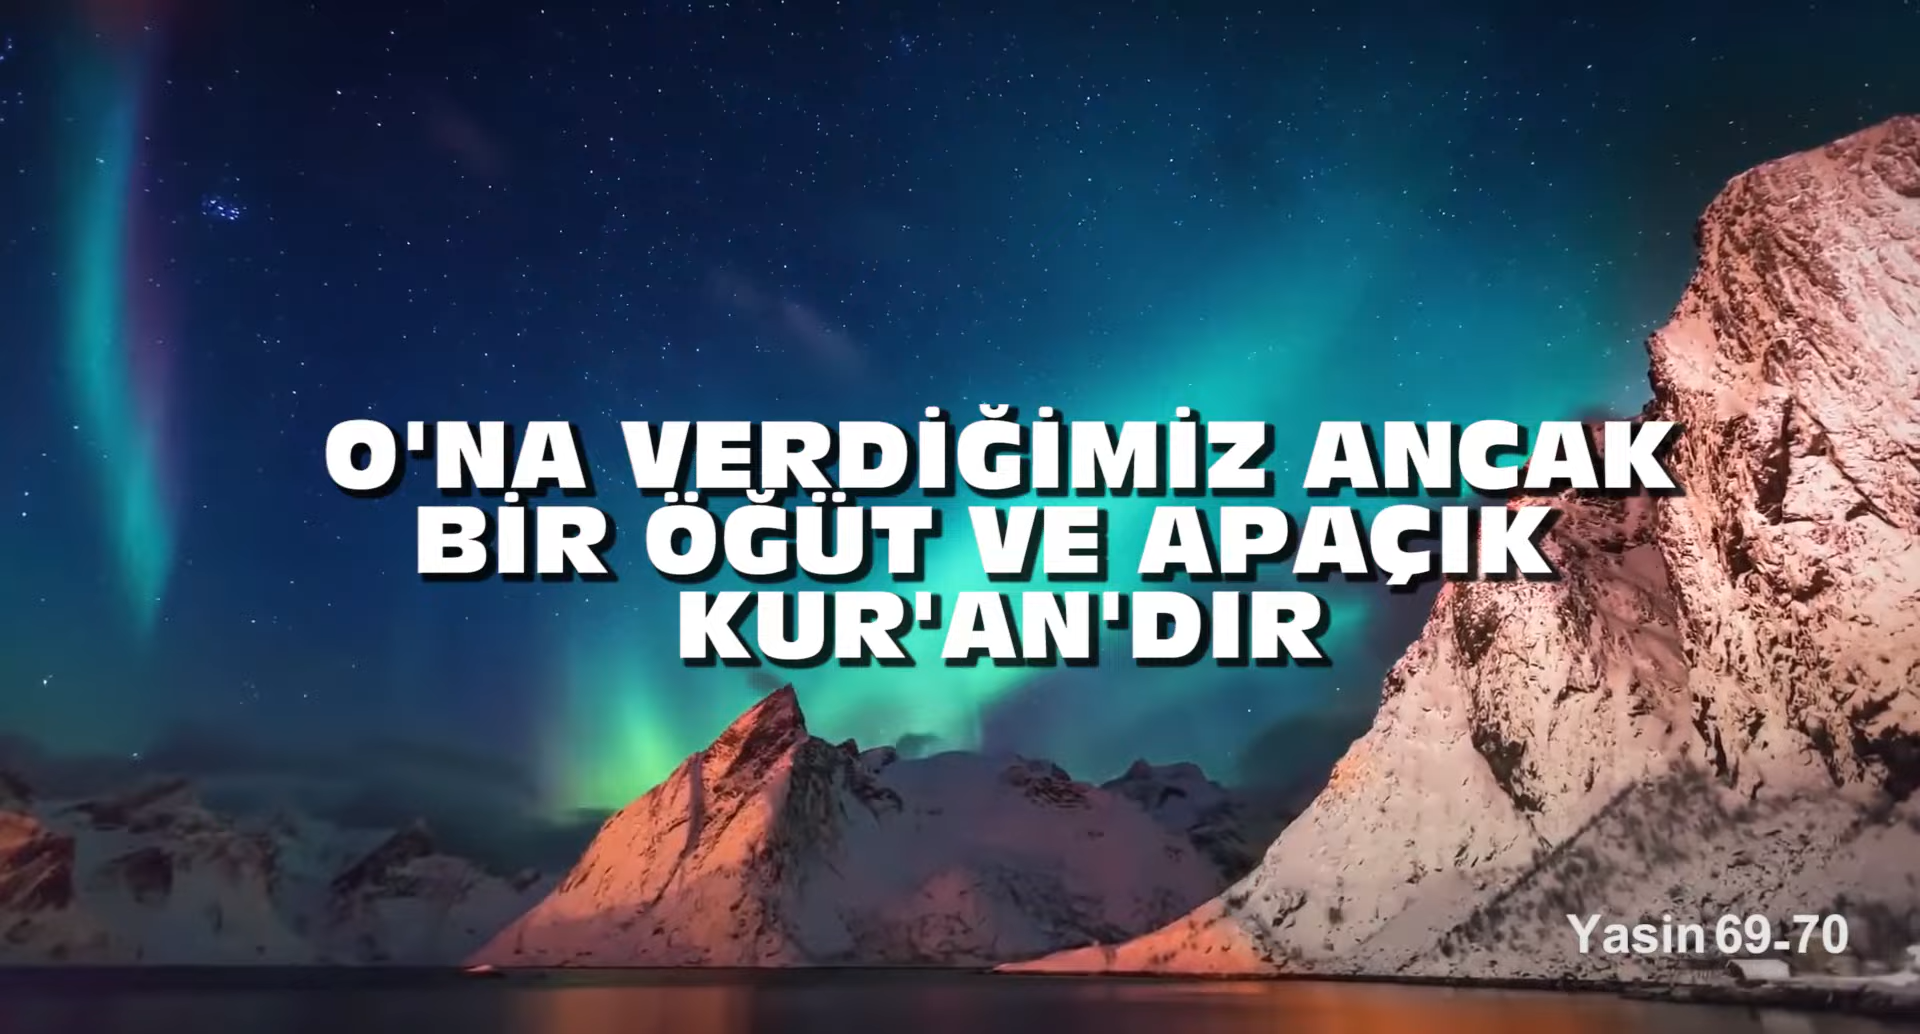 O'NA VERDİĞİMİZ ANCAK
BİR ÖĞÜT VE APAÇIK
KUR'AN'DIR
Yasin 69-70